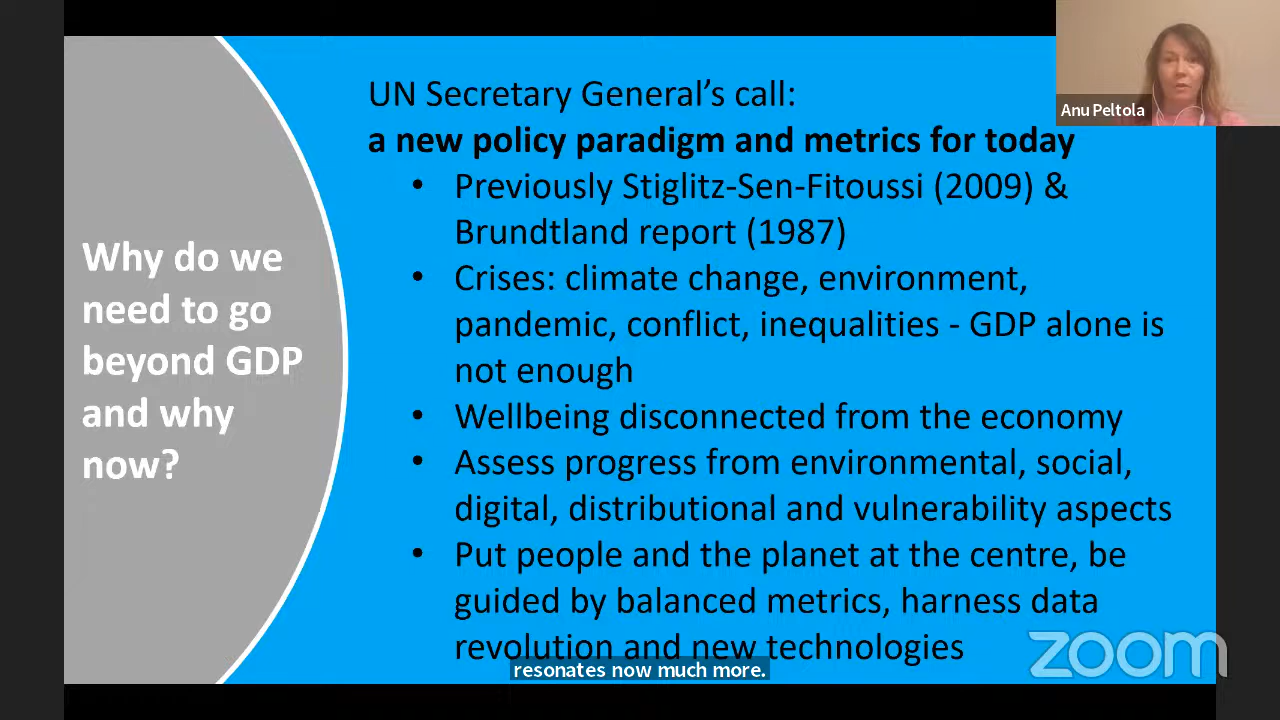 UN Secretary General’s call:
a new policy paradigm and metrics for today
• Previously Stiglitz-Sen-Fitoussi (2009) &
Brundtland report (1987)
• Crises: climate change, environment,
pandemic, conflict, inequalities - GDP alone is
not enough
• Wellbeing disconnected from the economy
• Assess progress from environmental, social,
digital, distributional and vulnerability aspects
• Put people and the planet at the centre, be
guided by balanced metrics, harness data
revolution and new technologies
Why do we
need to go
beyond GDP
and why
now?
Anu Peltola
resonates now much more.
zoom